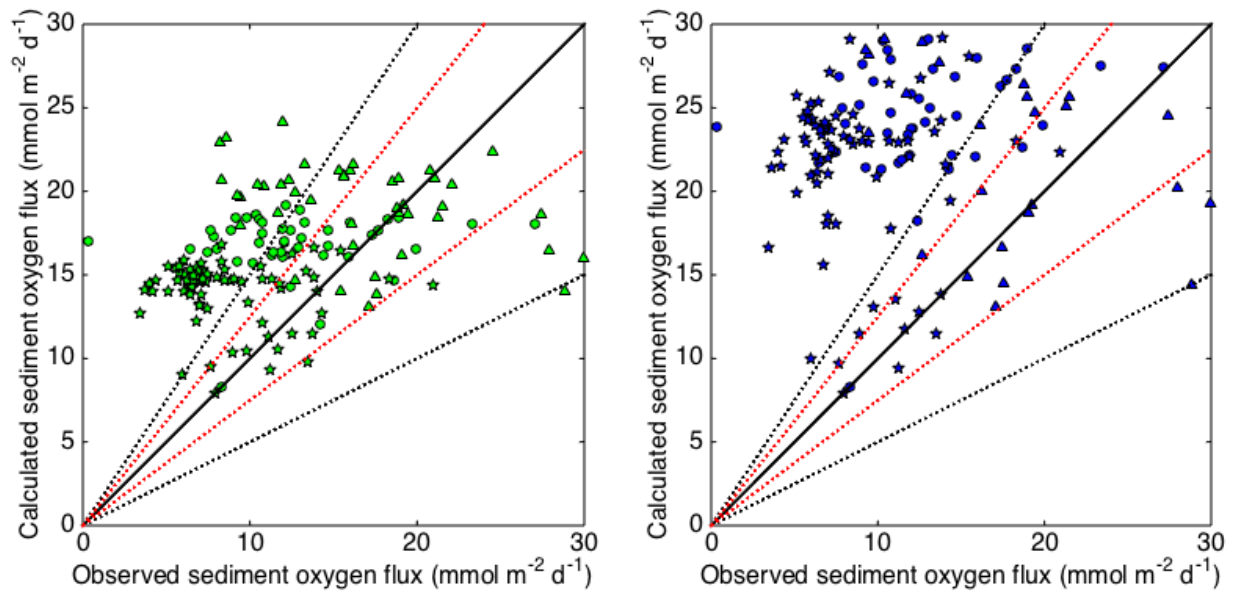 Calculated sediment oxygen flux (mmol m-2 d-1)
30
25
20
15
10
5
0
0 10 20 30
Observed sediment oxygen flux (mmol m-2 d-1)
Calculated sediment oxygen flux (mmol m-2 d-1)
30
25
20
15
10
5
0
0 10 20 30
Observed sediment oxygen flux (mmol m-2 d-1)